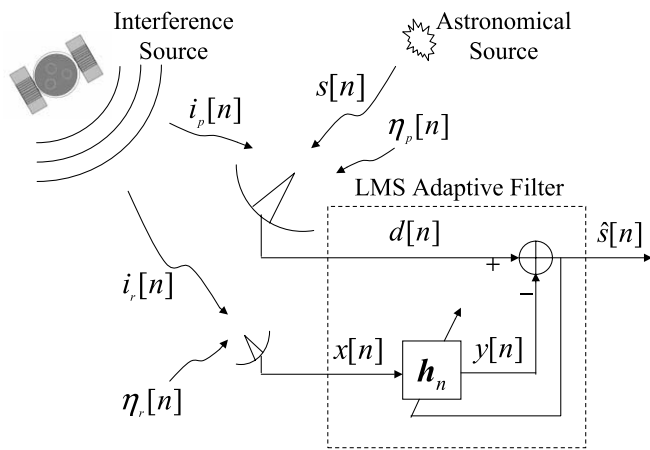 Interference
Source
Astronomical
Source
i_p[n]
s[n]
η_p[n]
LMS Adaptive Filter
d[n]
ŝ[n]
+
−
i_r[n]
x[n]
h_n
y[n]
η_r[n]